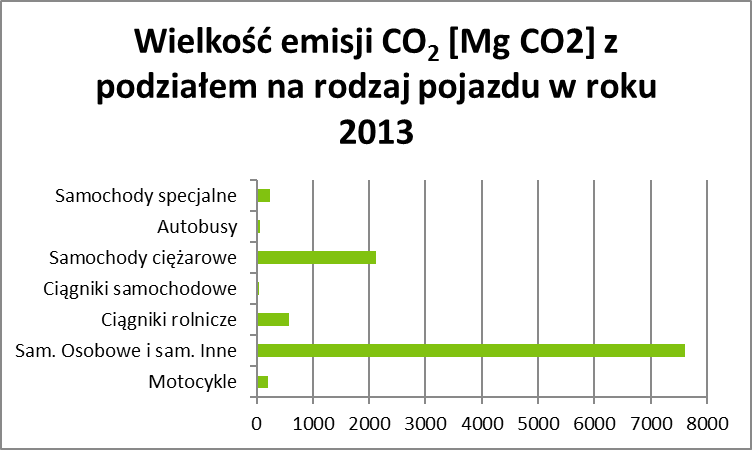 Wielkość emisji CO₂ [Mg CO2] z
podziałem na rodzaj pojazdu w roku
2013
Samochody specjalne
Autobusy
Samochody ciężarowe
Ciągniki samochodowe
Ciągniki rolnicze
Sam. Osobowe i sam. Inne
Motocykle
0 1000 2000 3000 4000 5000 6000 7000 8000